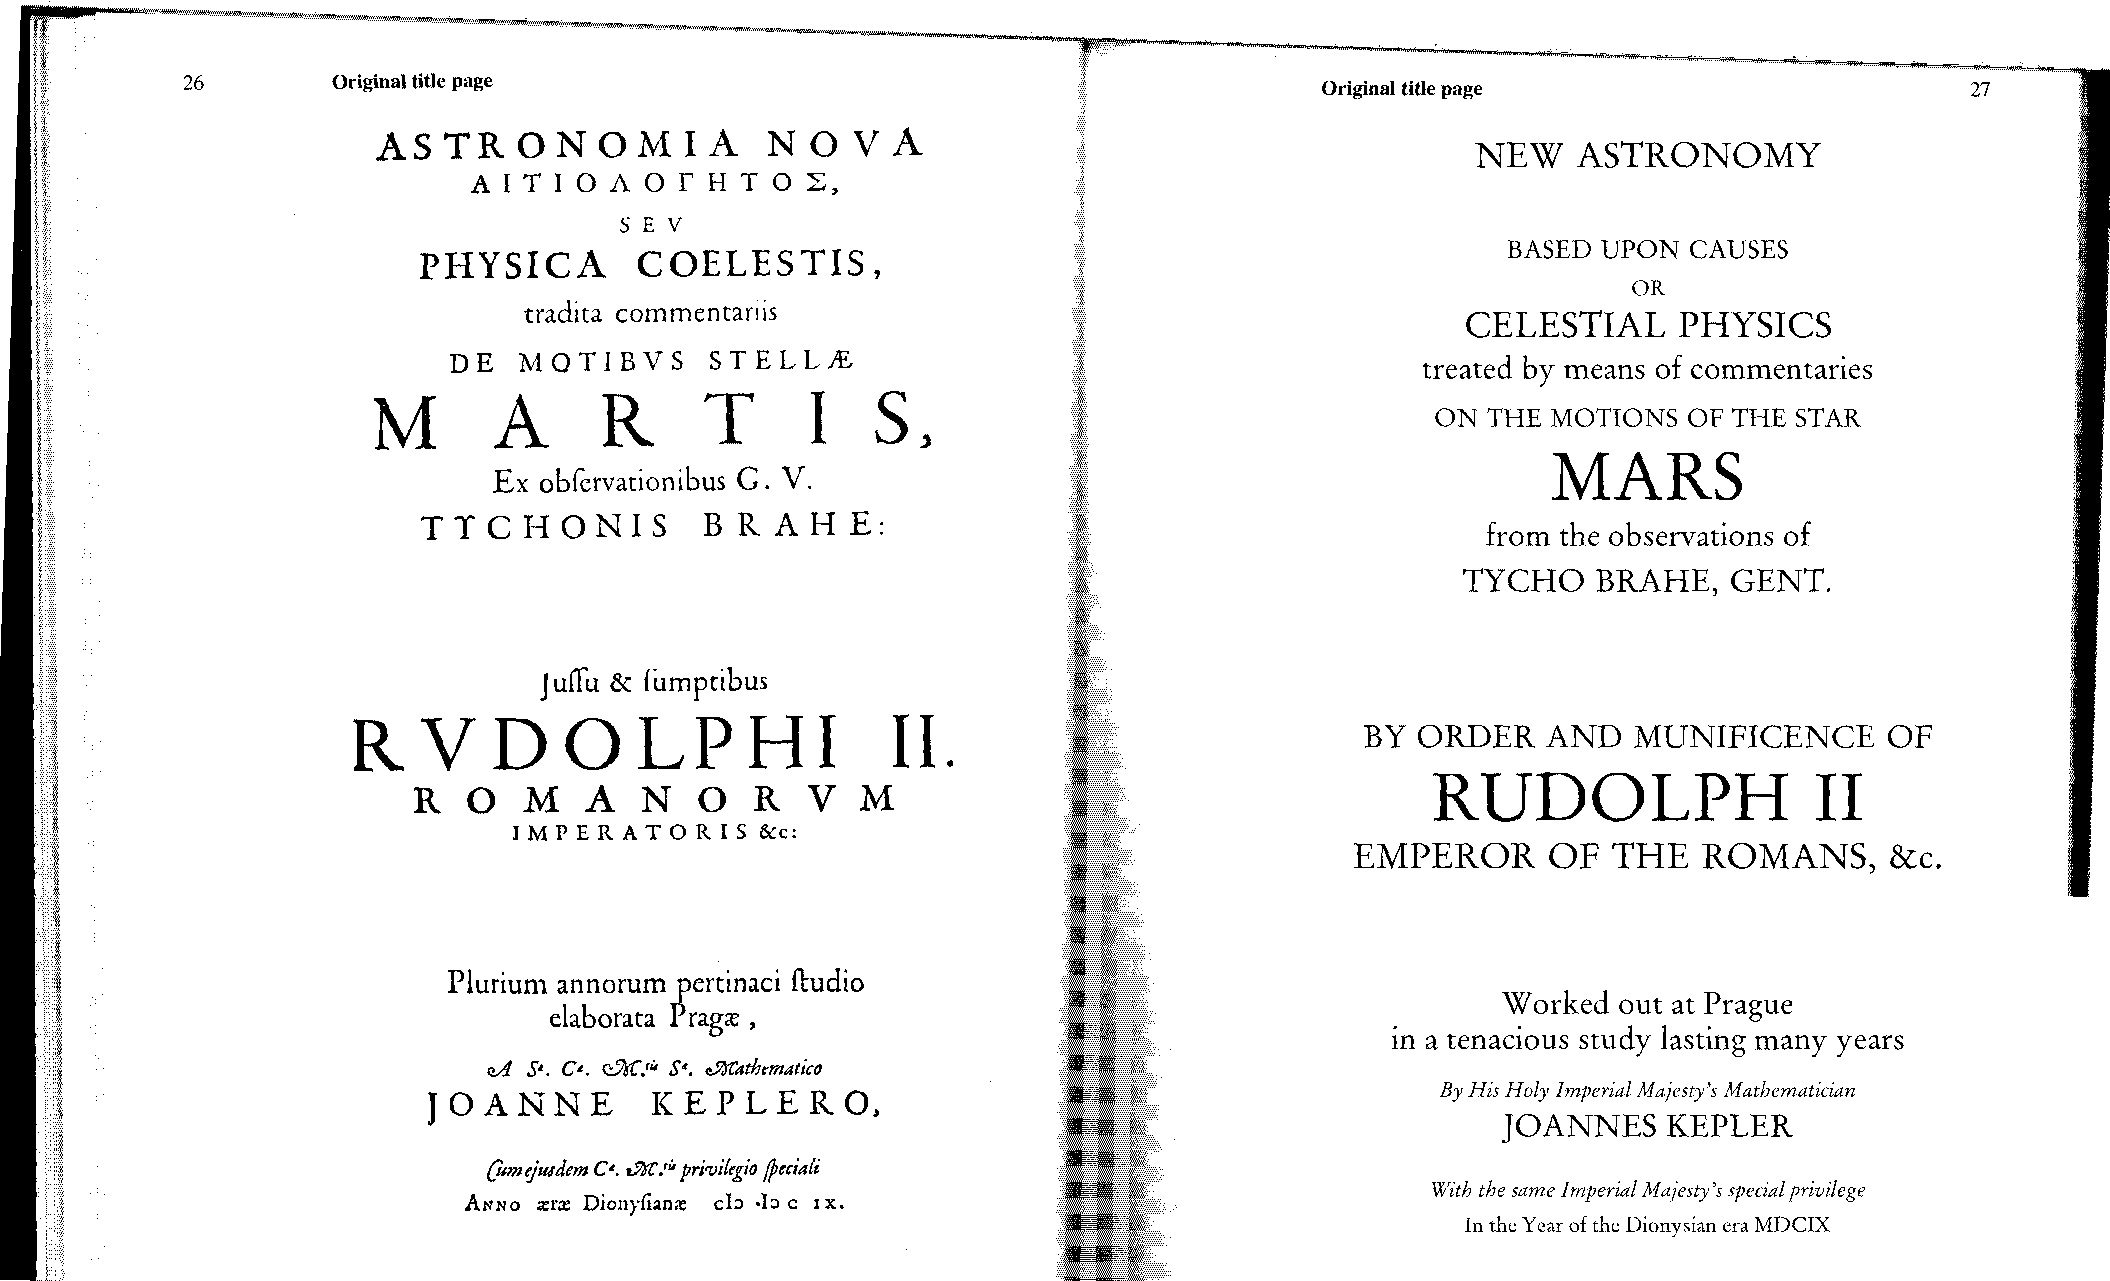 26 Original title page
ASTRONOMIA NOVA
ΑΙΤΙΟΛΟΓΗΤΟΣ,
SEV
PHYSICA COELESTIS,
tradita commentariis
DE MOTIBVS STELLÆ
MARTIS,
Ex obſervationibus G. V.
TYCHONIS BRAHE:
Juſſu & ſumptibus
RVDOLPHI II.
ROMANORVM
IMPERATORIS &c:
Plurium annorum pertinaci ſtudio
elaborata Pragæ,
A Sæ. Cæ. M.tis Sæ. Mathematico
JOANNE KEPLERO,
Cum ejusdem Cæ. M.tis privilegio ſpeciali
ANNO æræ Dionyſianæ cIↄ.Iↄc IX.
Original title page 27
NEW ASTRONOMY
BASED UPON CAUSES
OR
CELESTIAL PHYSICS
treated by means of commentaries
ON THE MOTIONS OF THE STAR
MARS
from the observations of
TYCHO BRAHE, GENT.
BY ORDER AND MUNIFICENCE OF
RUDOLPH II
EMPEROR OF THE ROMANS, &c.
Worked out at Prague
in a tenacious study lasting many years
By His Holy Imperial Majesty's Mathematician
JOANNES KEPLER
With the same Imperial Majesty's special privilege
In the Year of the Dionysian era MDCIX